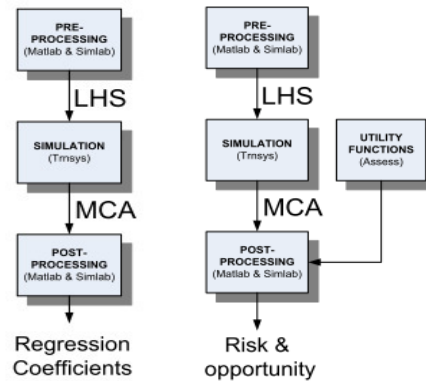 PRE-
PROCESSING
(Matlab & Simlab)
LHS
SIMULATION
(Trnsys)
MCA
POST-
PROCESSING
(Matlab & Simlab)
Regression
Coefficients
PRE-
PROCESSING
(Matlab & Simlab)
LHS
SIMULATION
(Trnsys)
UTILITY
FUNCTIONS
(Assess)
MCA
POST-
PROCESSING
(Matlab & Simlab)
Risk &
opportunity